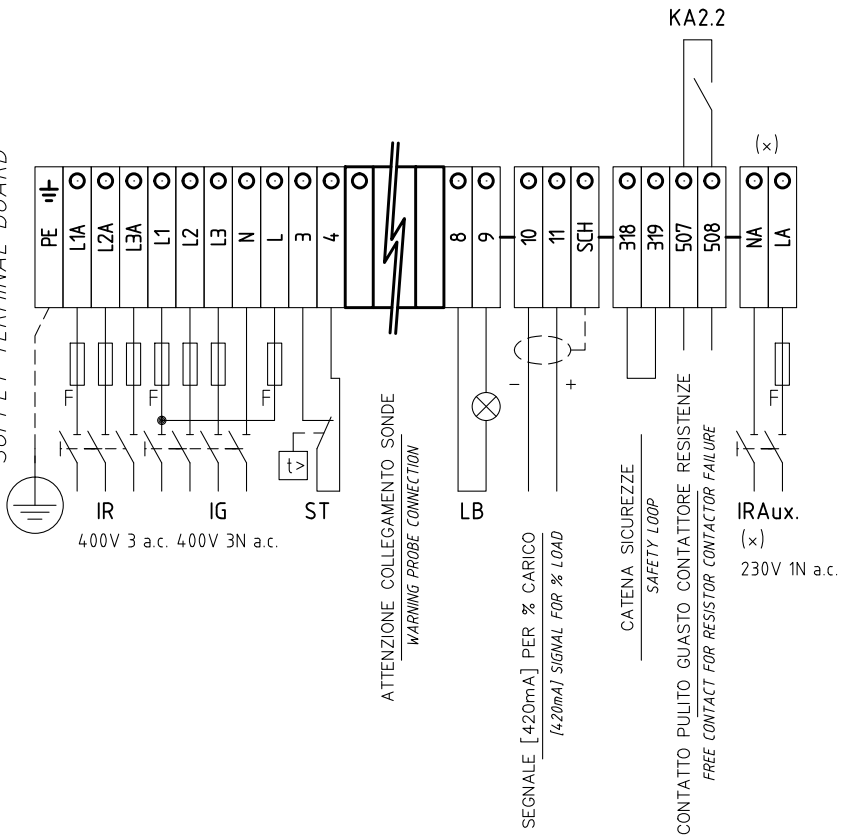 KA2.2
(x)
SUPPLY TERMINAL BOARD
PE
L1A
L2A
L3A
L1
L2
L3
N
L
3
4
8
9
10
11
SCH
318
319
507
508
NA
LA
F
F
F
F
- +
t>
IR
IG
ST
LB
IRAux.
400V 3 a.c. 400V 3N a.c.
(x)
230V 1N a.c.
ATTENZIONE COLLEGAMENTO SONDE
WARNING PROBE CONNECTION
SEGNALE [420mA] PER % CARICO
[420mA] SIGNAL FOR % LOAD
CATENA SICUREZZE
SAFETY LOOP
CONTATTO PULITO GUASTO CONTATTORE RESISTENZE
FREE CONTACT FOR RESISTOR CONTACTOR FAILURE